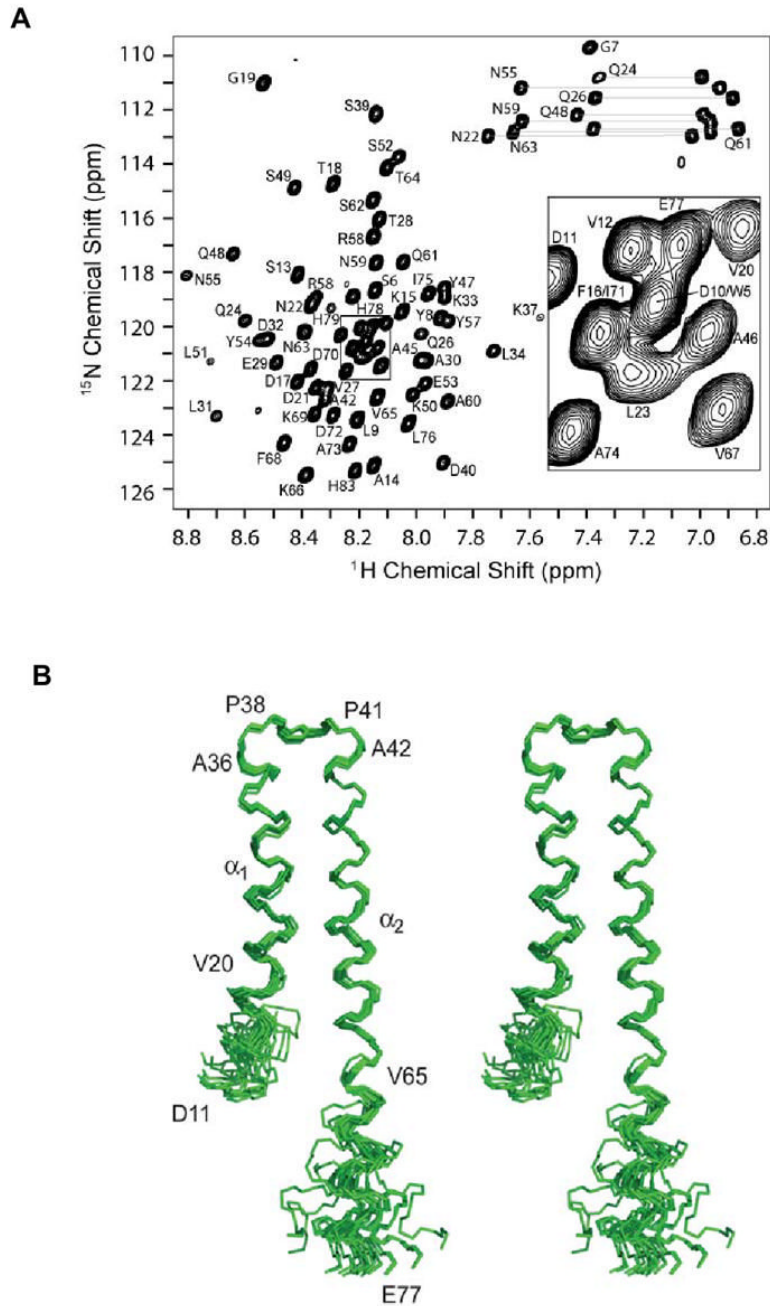 A
110
112
114
116
118
120
122
124
126
15N Chemical Shift (ppm)
8.8 8.6 8.4 8.2 8.0 7.8 7.6 7.4 7.2 7.0 6.8
1H Chemical Shift (ppm)
G7
G19
N55
Q24
Q26
S39
N59
Q48
N22
N63
Q61
S52
T64
S49
T18
S62
T28
R58
Q48
N59
Q61
N55
S13
R58
S6
I75
Y47
N22
K15
K33
Q24
H79
H78
Y8
Y57
D32
Y54
N63
Q26
K37
L51
E29
D70
A45
A30
L34
D17
V27
E53
D21
A42
K50
A60
L31
K69
D72
L9
V65
F68
A73
L76
K66
H83
A14
D40
E77
V12
D11
V20
F16/I71
D10/W5
A46
L23
A74
V67
B
P38
P41
A36
A42
α1
α2
V20
V65
D11
E77